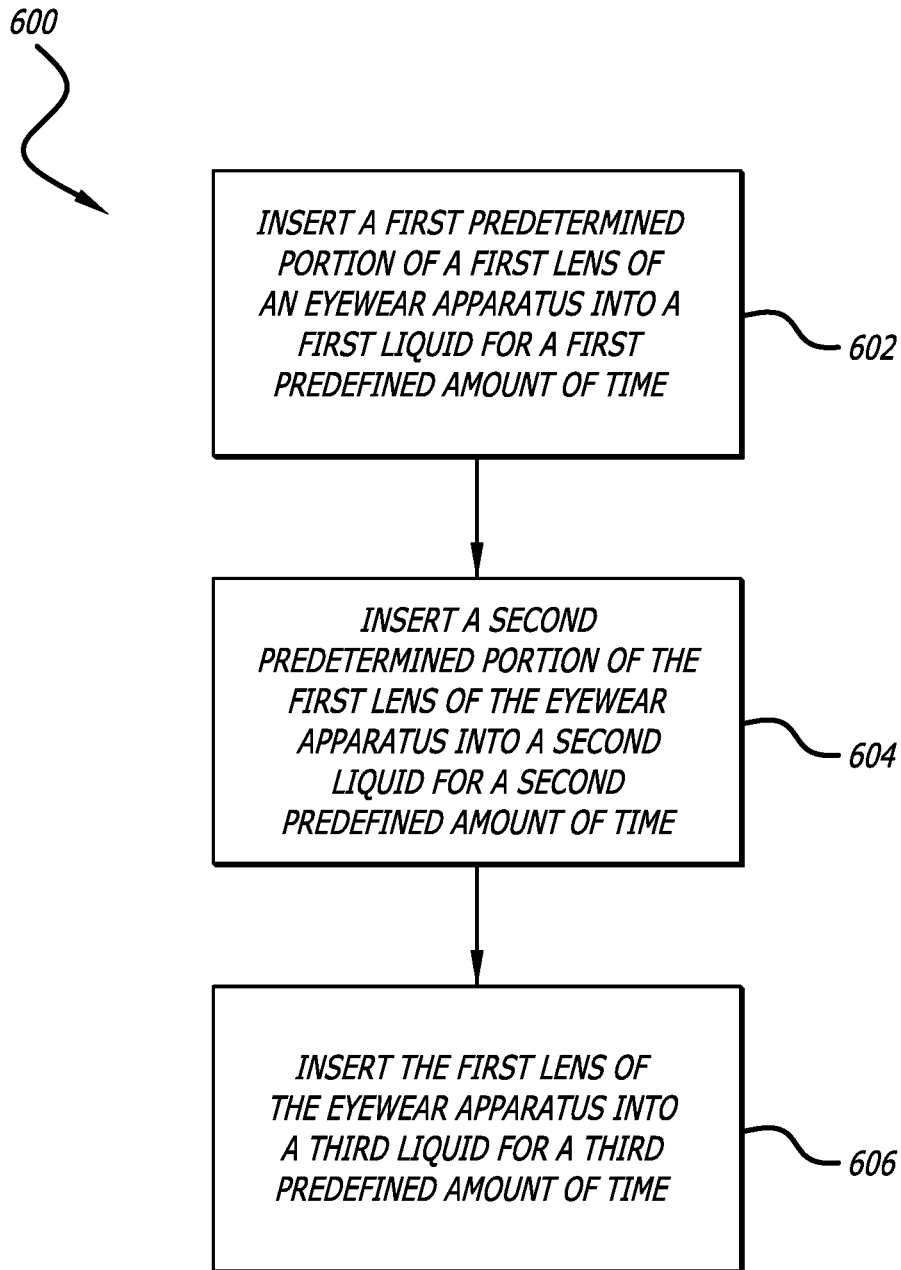 600
INSERT A FIRST PREDETERMINED
PORTION OF A FIRST LENS OF
AN EYEWEAR APPARATUS INTO A
FIRST LIQUID FOR A FIRST
PREDEFINED AMOUNT OF TIME
602
INSERT A SECOND
PREDETERMINED PORTION OF THE
FIRST LENS OF THE EYEWEAR
APPARATUS INTO A SECOND
LIQUID FOR A SECOND
PREDEFINED AMOUNT OF TIME
604
INSERT THE FIRST LENS OF
THE EYEWEAR APPARATUS INTO
A THIRD LIQUID FOR A THIRD
PREDEFINED AMOUNT OF TIME
606